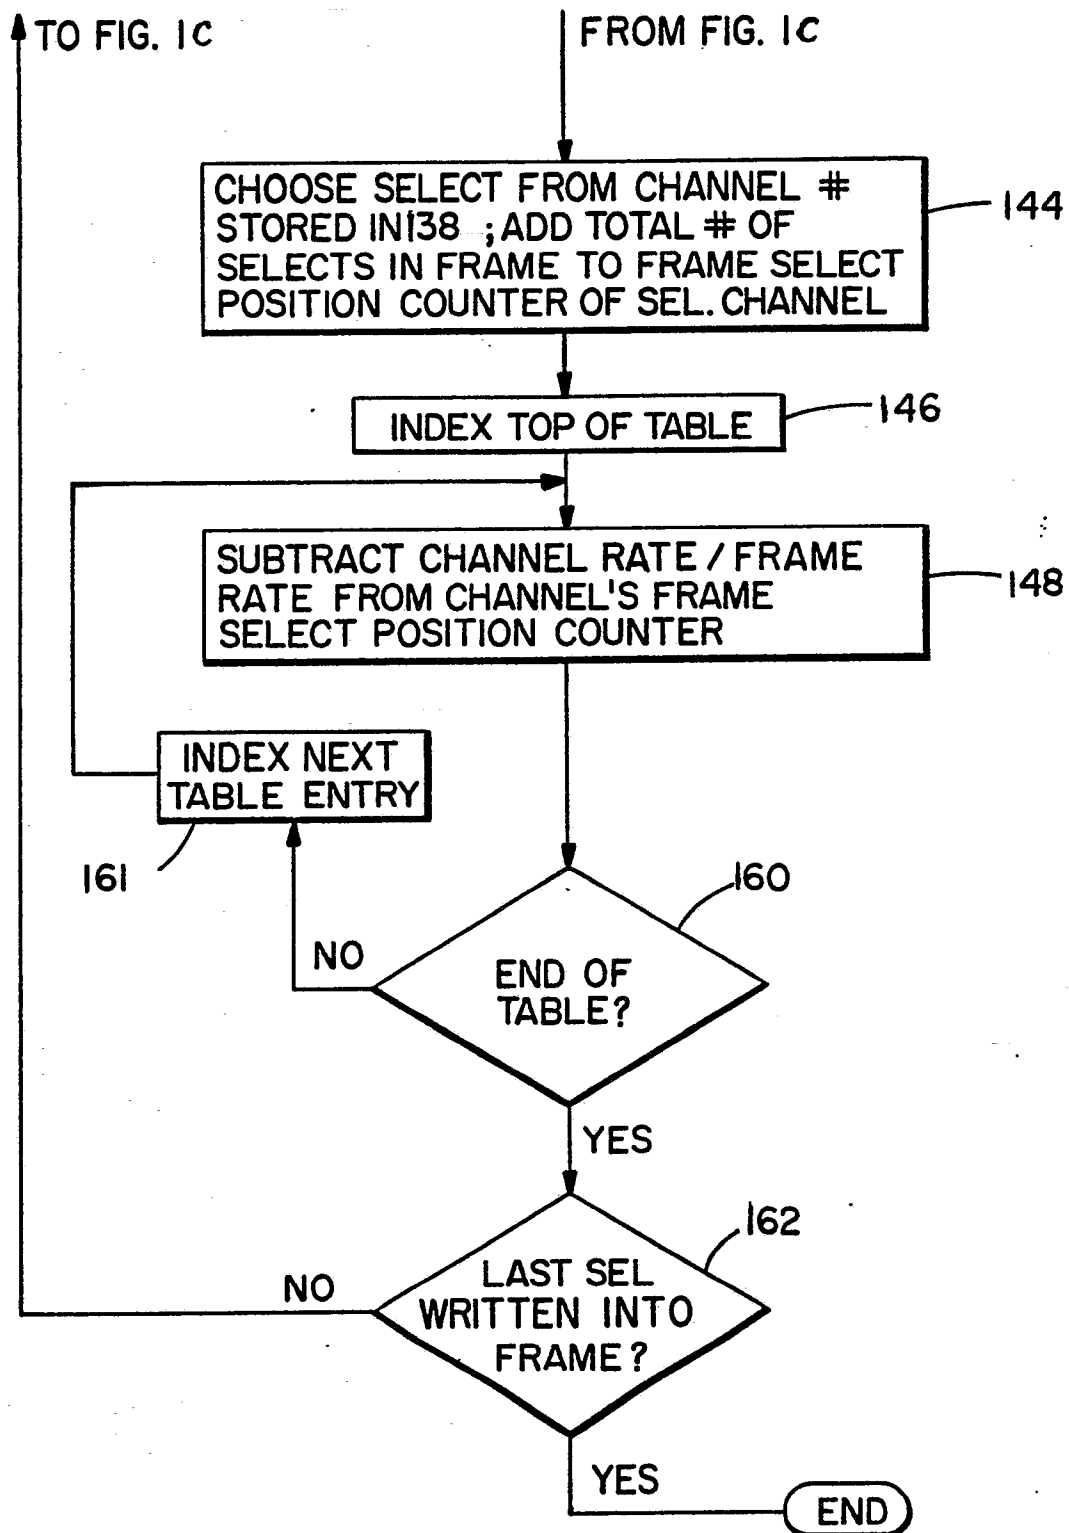 TO FIG. 1C
FROM FIG. 1C
CHOOSE SELECT FROM CHANNEL #
STORED IN138 ; ADD TOTAL # OF
SELECTS IN FRAME TO FRAME SELECT
POSITION COUNTER OF SEL. CHANNEL
144
INDEX TOP OF TABLE
146
SUBTRACT CHANNEL RATE / FRAME
RATE FROM CHANNEL'S FRAME
SELECT POSITION COUNTER
148
INDEX NEXT
TABLE ENTRY
161
160
NO
END OF
TABLE?
YES
162
NO
LAST SEL
WRITTEN INTO
FRAME?
YES
END